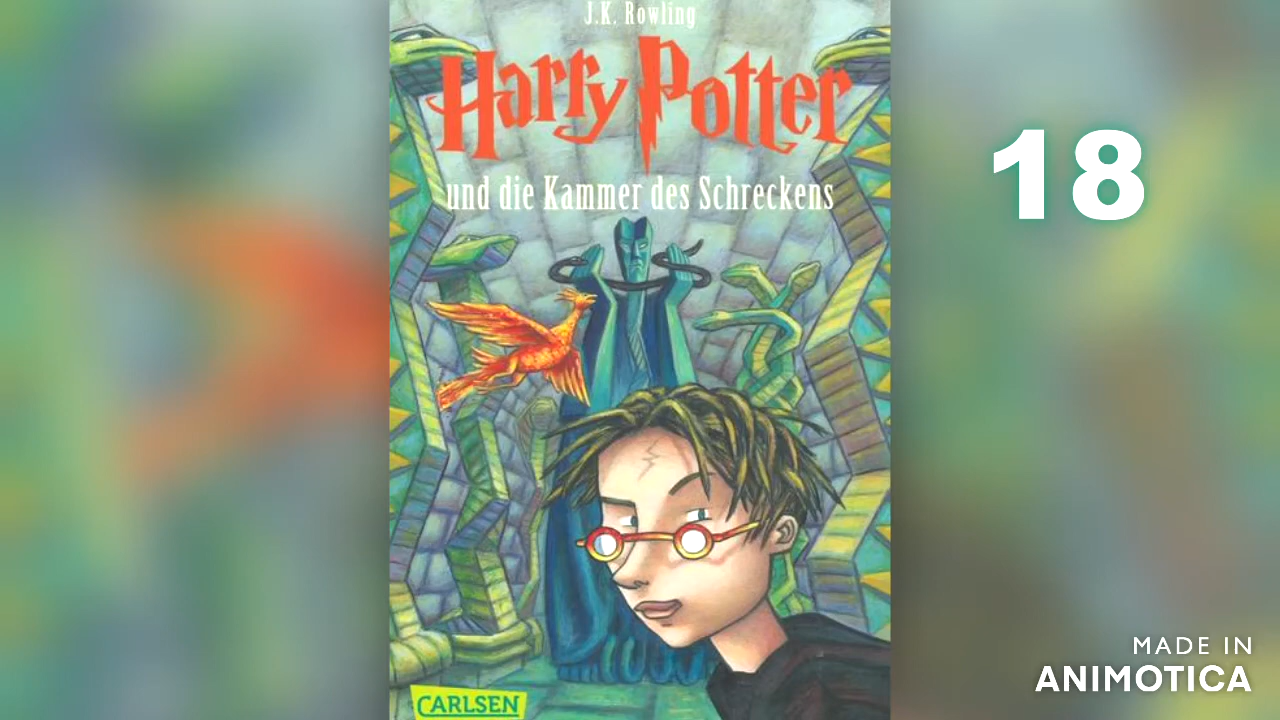 J.K. Rowling
Harry Potter
und die Kammer des Schreckens
18
CARLSEN
MADE IN
ANIMOTICA